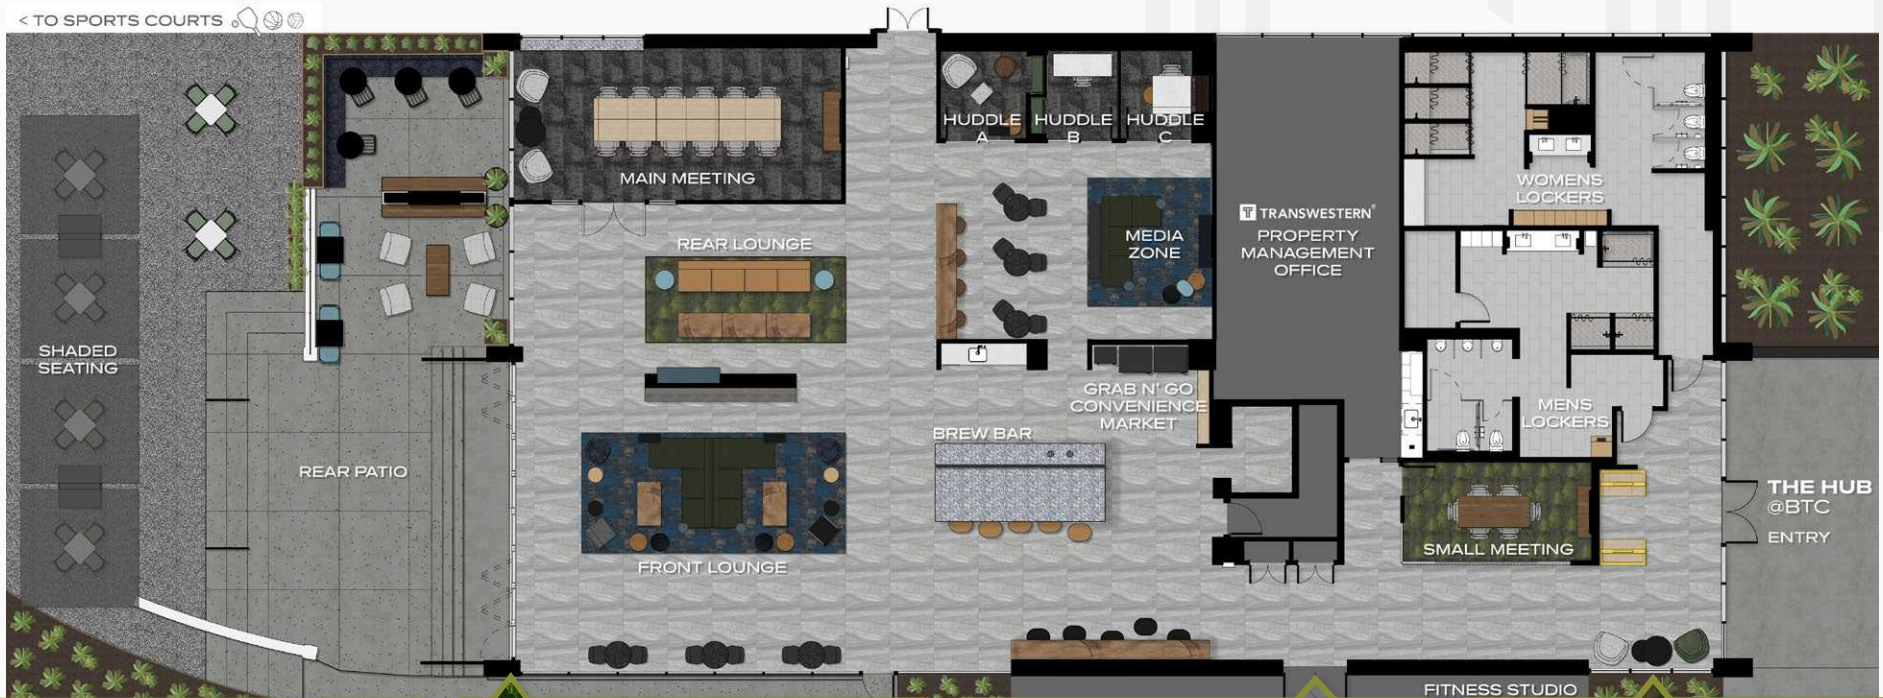 < TO SPORTS COURTS
HUDDLE
A
HUDDLE
B
HUDDLE
C
MAIN MEETING
WOMENS
LOCKERS
TRANSWESTERN®
PROPERTY
MANAGEMENT
OFFICE
MEDIA
ZONE
REAR LOUNGE
SHADED
SEATING
GRAB N' GO
CONVENIENCE
MARKET
MENS
LOCKERS
BREW BAR
REAR PATIO
THE HUB
@BTC
ENTRY
SMALL MEETING
FRONT LOUNGE
FITNESS STUDIO